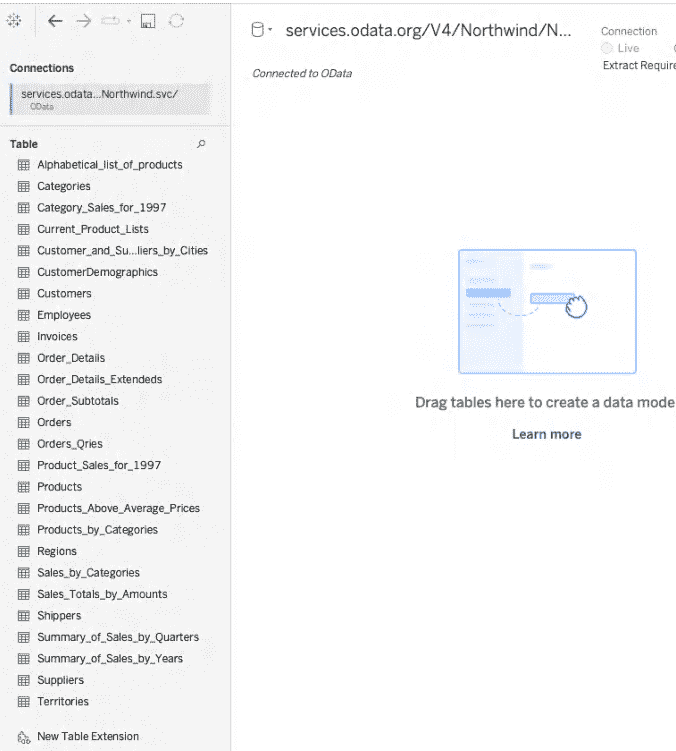 services.odata.org/V4/Northwind/N...
Connection
Live
Extract Require
Connected to OData
Connections
services.odata...Northwind.svc/
OData
Table
Alphabetical_list_of_products
Categories
Category_Sales_for_1997
Current_Product_Lists
Customer_and_Su...liers_by_Cities
CustomerDemographics
Customers
Employees
Invoices
Order_Details
Order_Details_Extendeds
Order_Subtotals
Orders
Orders_Qries
Product_Sales_for_1997
Products
Products_Above_Average_Prices
Products_by_Categories
Regions
Sales_by_Categories
Sales_Totals_by_Amounts
Shippers
Summary_of_Sales_by_Quarters
Summary_of_Sales_by_Years
Suppliers
Territories
New Table Extension
Drag tables here to create a data mode
Learn more